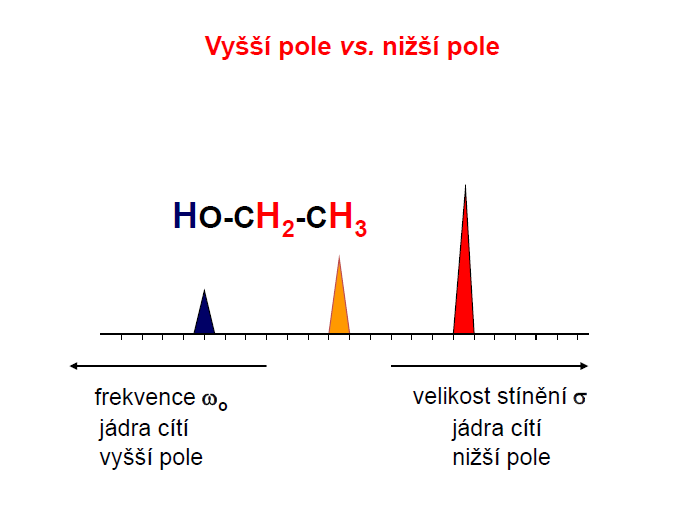 Vyšší pole vs. nižší pole
HO-CH2-CH3
frekvence ωo
jádra cítí
vyšší pole
velikost stínění σ
jádra cítí
nižší pole